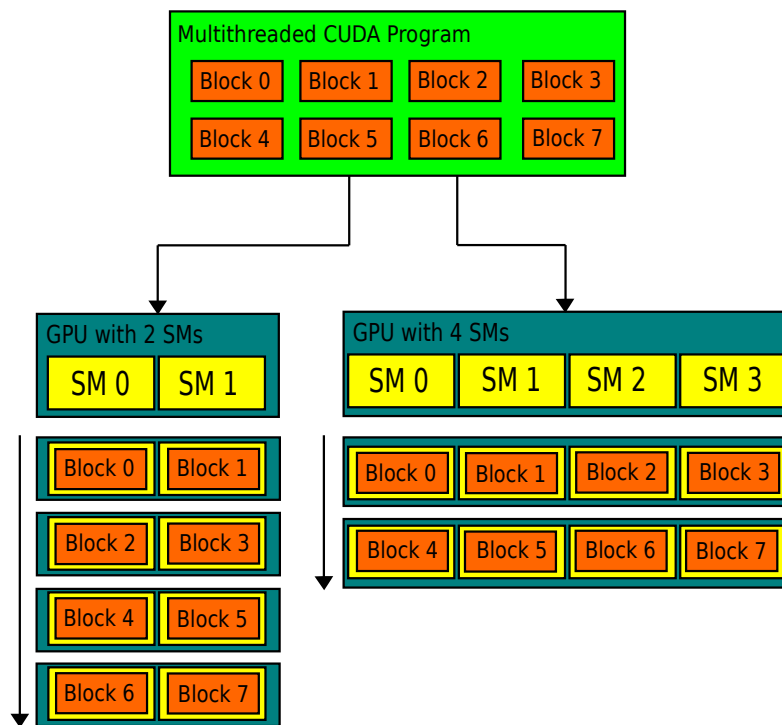 Multithreaded CUDA Program
Block 0 Block 1 Block 2 Block 3
Block 4 Block 5 Block 6 Block 7
GPU with 2 SMs
SM 0 SM 1
Block 0 Block 1
Block 2 Block 3
Block 4 Block 5
Block 6 Block 7
GPU with 4 SMs
SM 0 SM 1 SM 2 SM 3
Block 0 Block 1 Block 2 Block 3
Block 4 Block 5 Block 6 Block 7